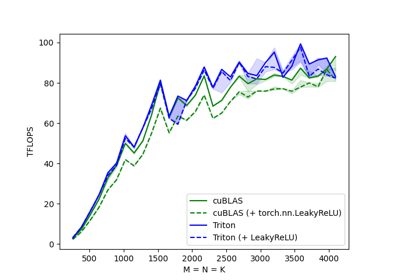 100
80
60
40
20
0
TFLOPS
cuBLAS
cuBLAS (+ torch.nn.LeakyReLU)
Triton
Triton (+ LeakyReLU)
500 1000 1500 2000 2500 3000 3500 4000
M = N = K